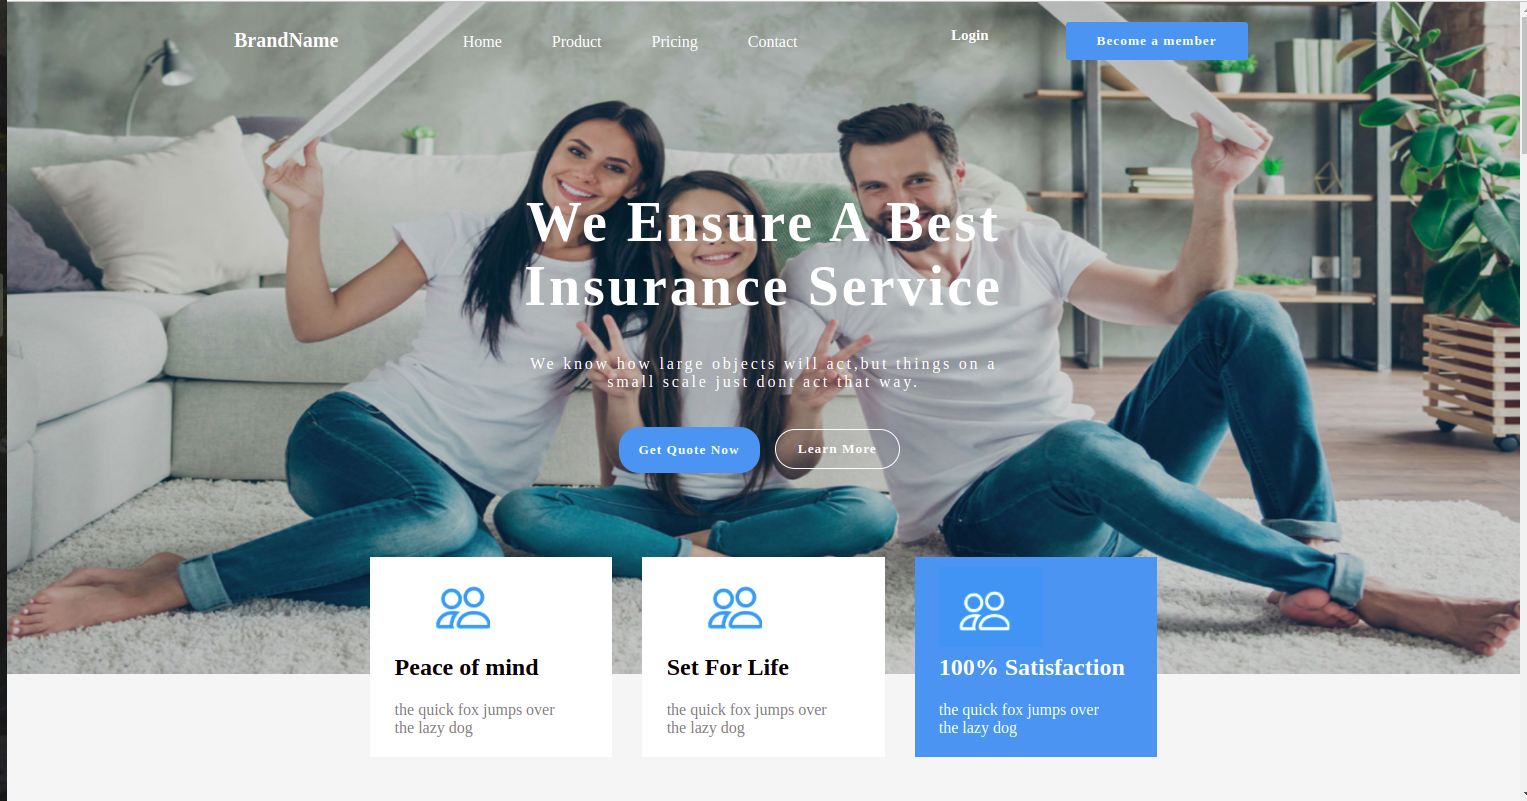 BrandName
Home Product Pricing Contact
Login
Become a member
We Ensure A Best
Insurance Service
We know how large objects will act,but things on a
small scale just dont act that way.
Get Quote Now
Learn More
Peace of mind
the quick fox jumps over
the lazy dog
Set For Life
the quick fox jumps over
the lazy dog
100% Satisfaction
the quick fox jumps over
the lazy dog